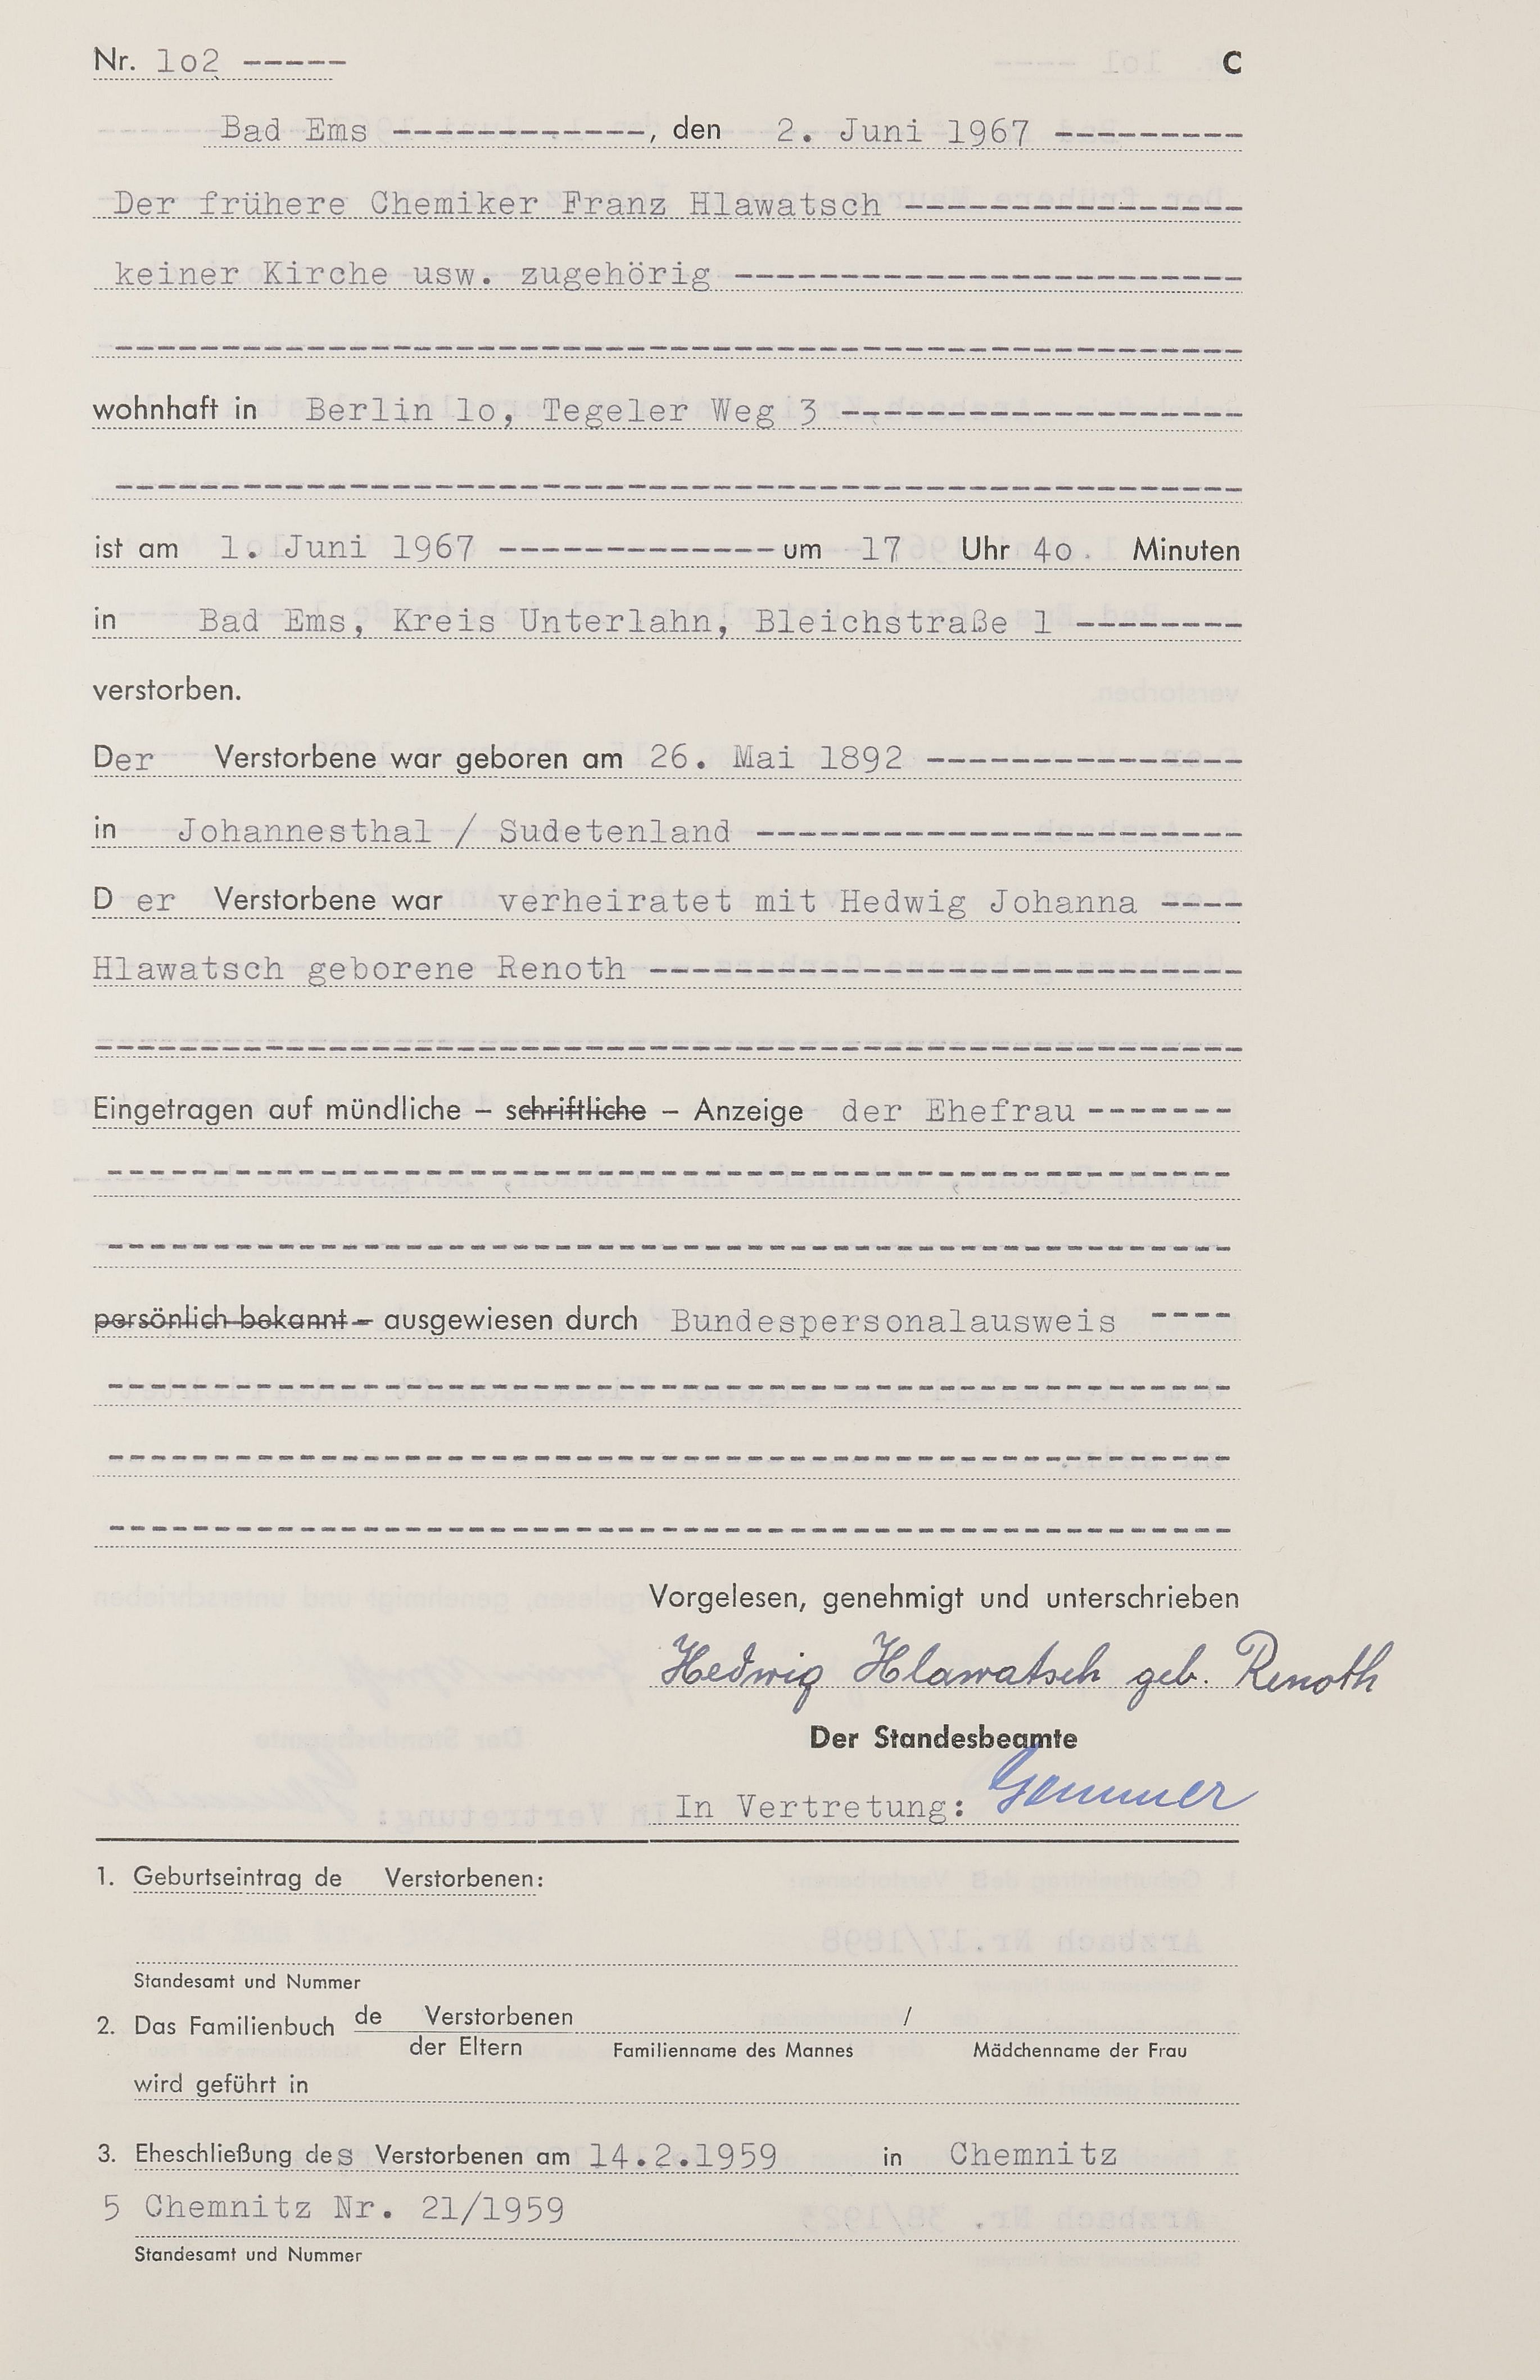 Nr. 1o2 ----- C
Bad Ems ------------, den 2. Juni 1967 ---------
Der frühere Chemiker Franz Hlawatsch ----------------
keiner Kirche usw. zugehörig ------------------------
wohnhaft in Berlin 1o, Tegeler Weg 3 -------------------
ist am 1. Juni 1967 ------------- um 17 Uhr 4o Minuten
in Bad Ems, Kreis Unterlahn, Bleichstraße 1 --------
verstorben.
Der Verstorbene war geboren am 26. Mai 1892 ---------------
in Johannesthal / Sudetenland -----------------------
D er Verstorbene war verheiratet mit Hedwig Johanna ----
Hlawatsch geborene Renoth ----------------------------
Eingetragen auf mündliche – schriftliche – Anzeige der Ehefrau -------
persönlich bekannt – ausgewiesen durch Bundespersonalausweis ----
Vorgelesen, genehmigt und unterschrieben
Hedwig Hlawatsch geb. Renoth
Der Standesbeamte
In Vertretung:
1. Geburtseintrag de Verstorbenen:
Standesamt und Nummer
2. Das Familienbuch de Verstorbenen /
der Eltern Familienname des Mannes Mädchenname der Frau
wird geführt in
3. Eheschließung des Verstorbenen am 14.2.1959 in Chemnitz
5 Chemnitz Nr. 21/1959
Standesamt und Nummer